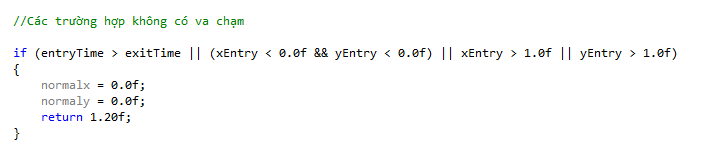 //Các trường hợp không có va chạm
if (entryTime > exitTime || (xEntry < 0.0f && yEntry < 0.0f) || xEntry > 1.0f || yEntry > 1.0f)
{
normalx = 0.0f;
normaly = 0.0f;
return 1.20f;
}